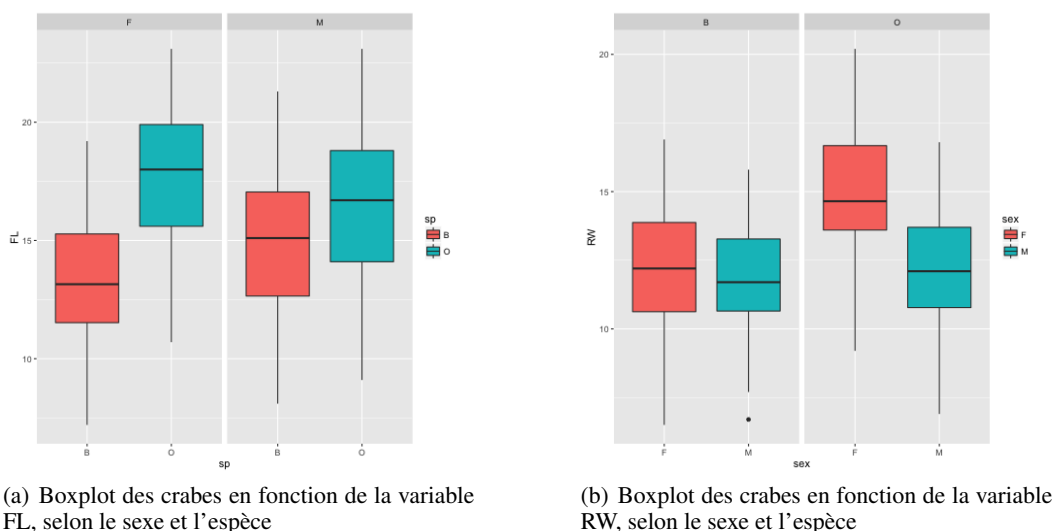 F M
20
15
10
FL
B O B O
sp
sp
B
O
(a) Boxplot des crabes en fonction de la variable
FL, selon le sexe et l'espèce
B O
20
15
10
RW
F M F M
sex
sex
F
M
(b) Boxplot des crabes en fonction de la variable
RW, selon le sexe et l'espèce